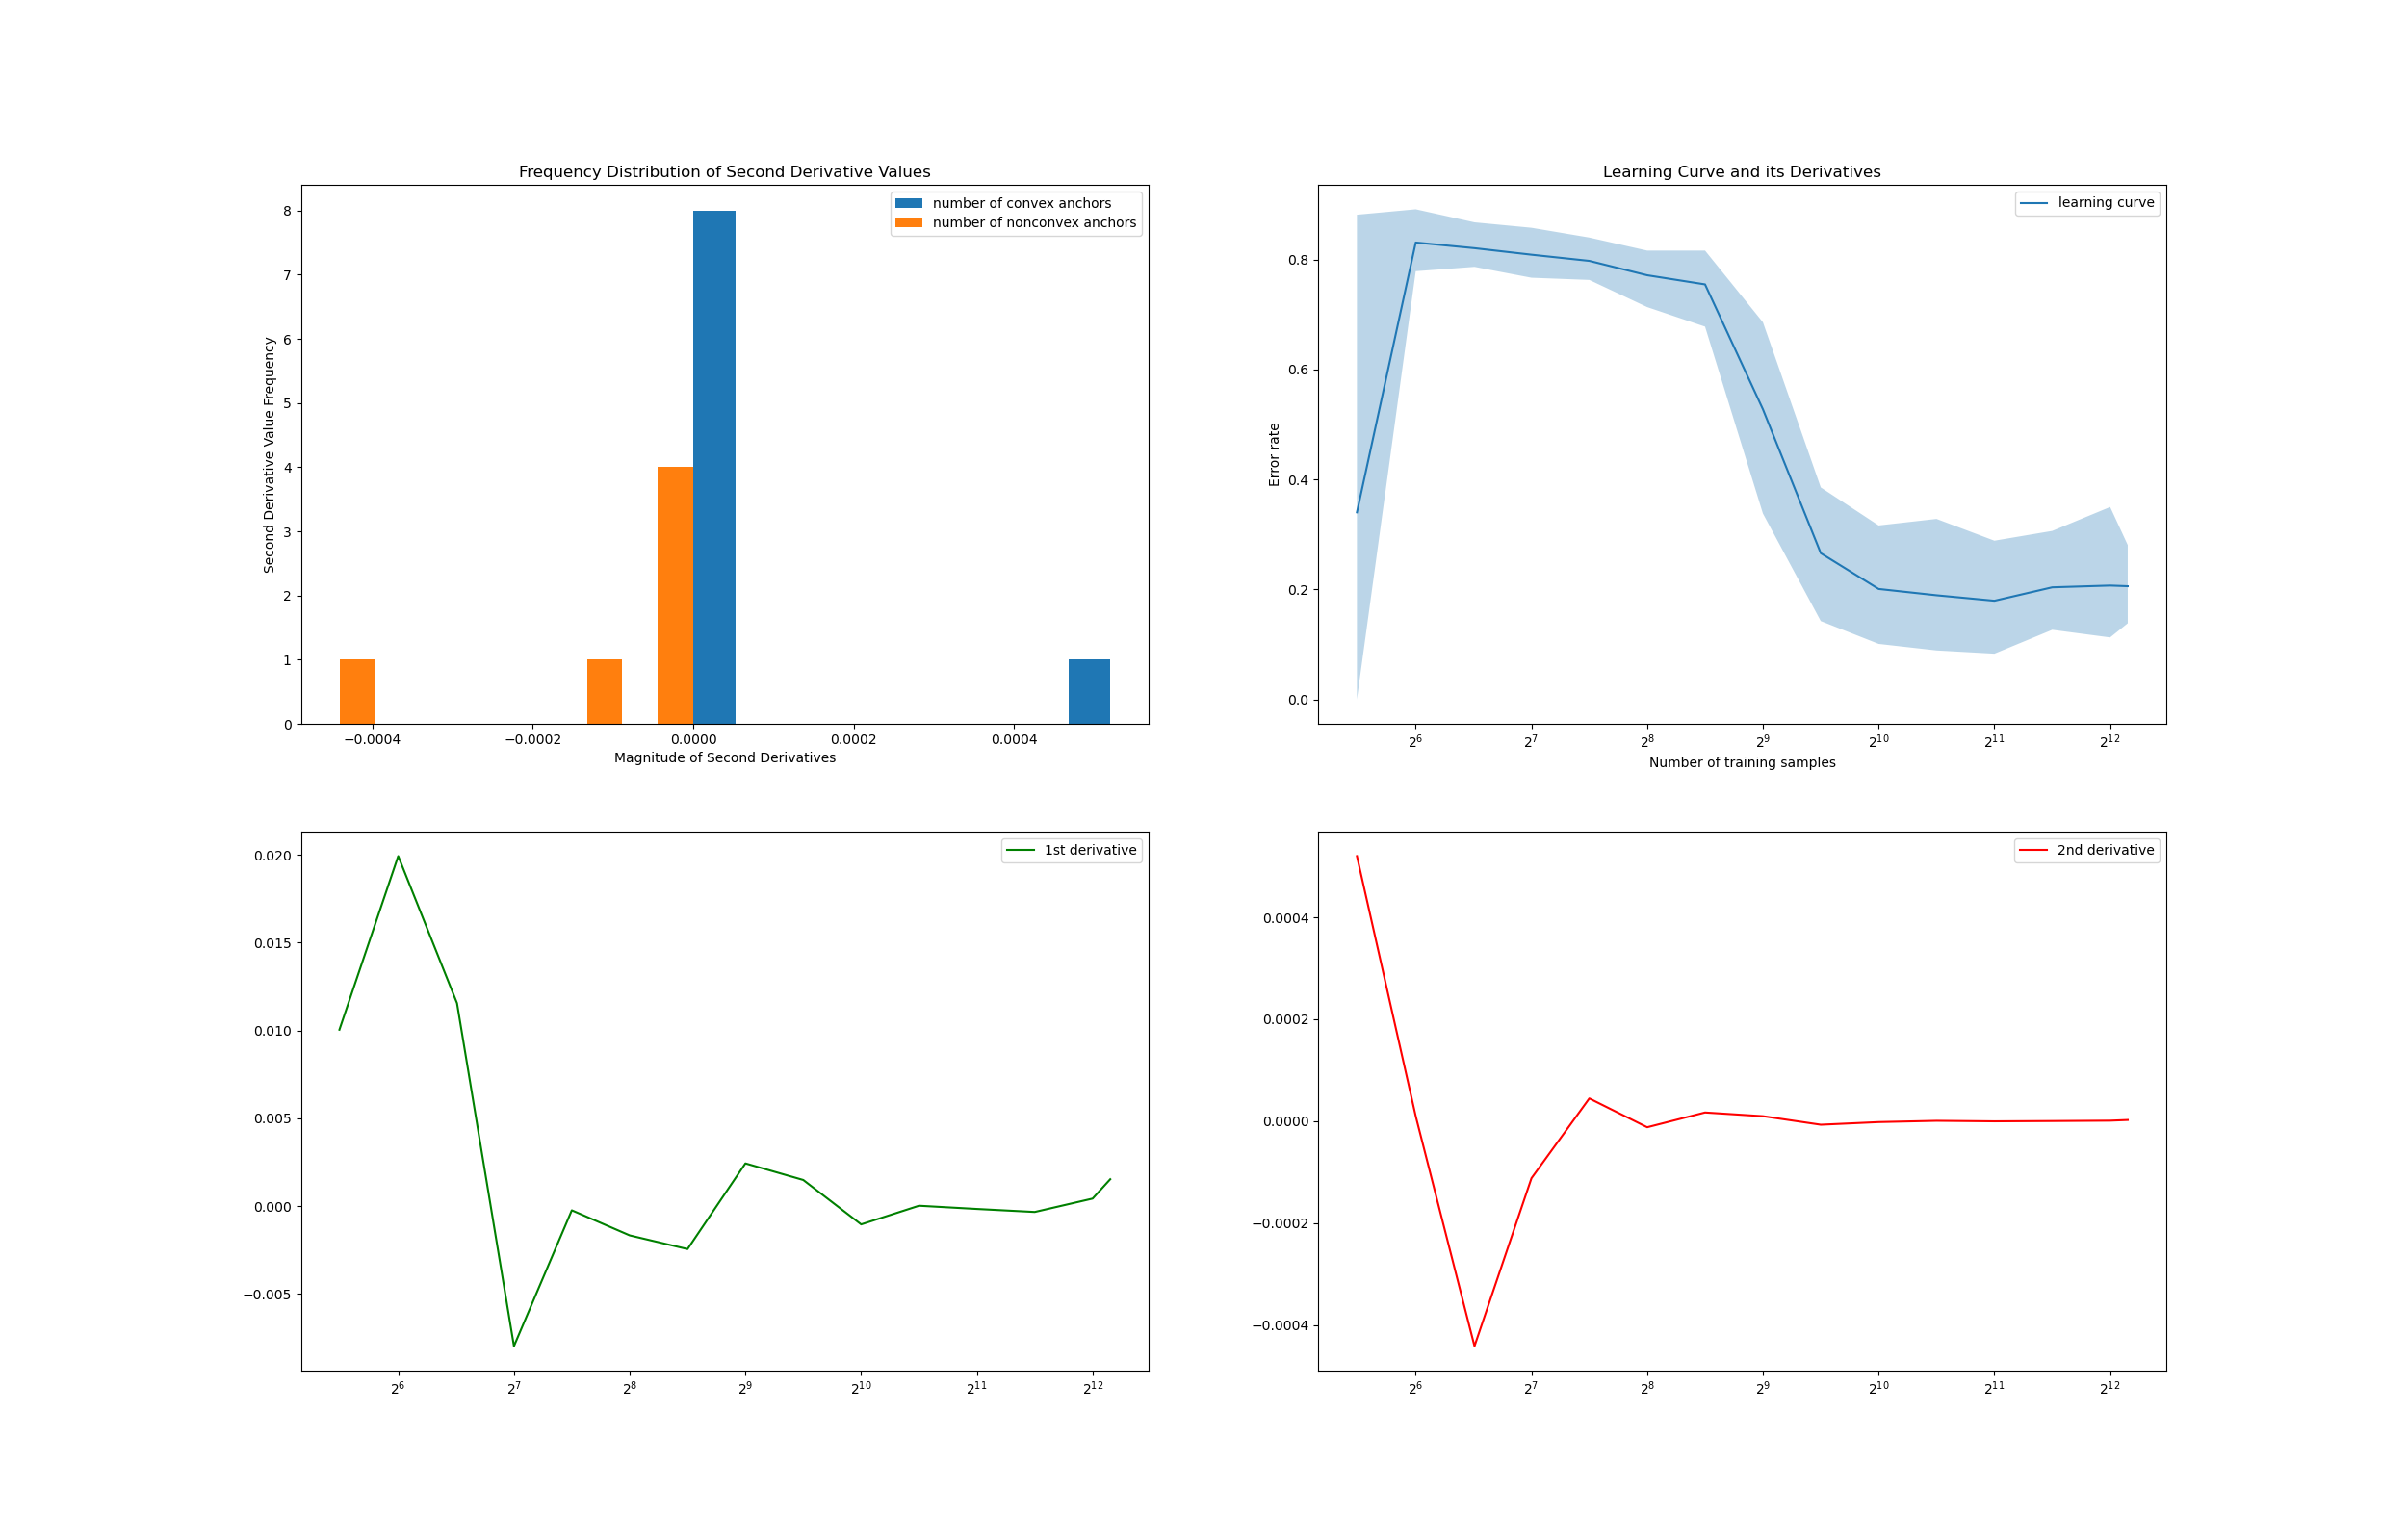 Frequency Distribution of Second Derivative Values
number of convex anchors
number of nonconvex anchors
8
7
6
5
4
3
2
1
0
Second Derivative Value Frequency
−0.0004 −0.0002 0.0000 0.0002 0.0004
Magnitude of Second Derivatives
Learning Curve and its Derivatives
learning curve
0.8
0.6
0.4
0.2
0.0
Error rate
2^6 2^7 2^8 2^9 2^10 2^11 2^12
Number of training samples
1st derivative
0.020
0.015
0.010
0.005
0.000
−0.005
2^6 2^7 2^8 2^9 2^10 2^11 2^12
2nd derivative
0.0004
0.0002
0.0000
−0.0002
−0.0004
2^6 2^7 2^8 2^9 2^10 2^11 2^12